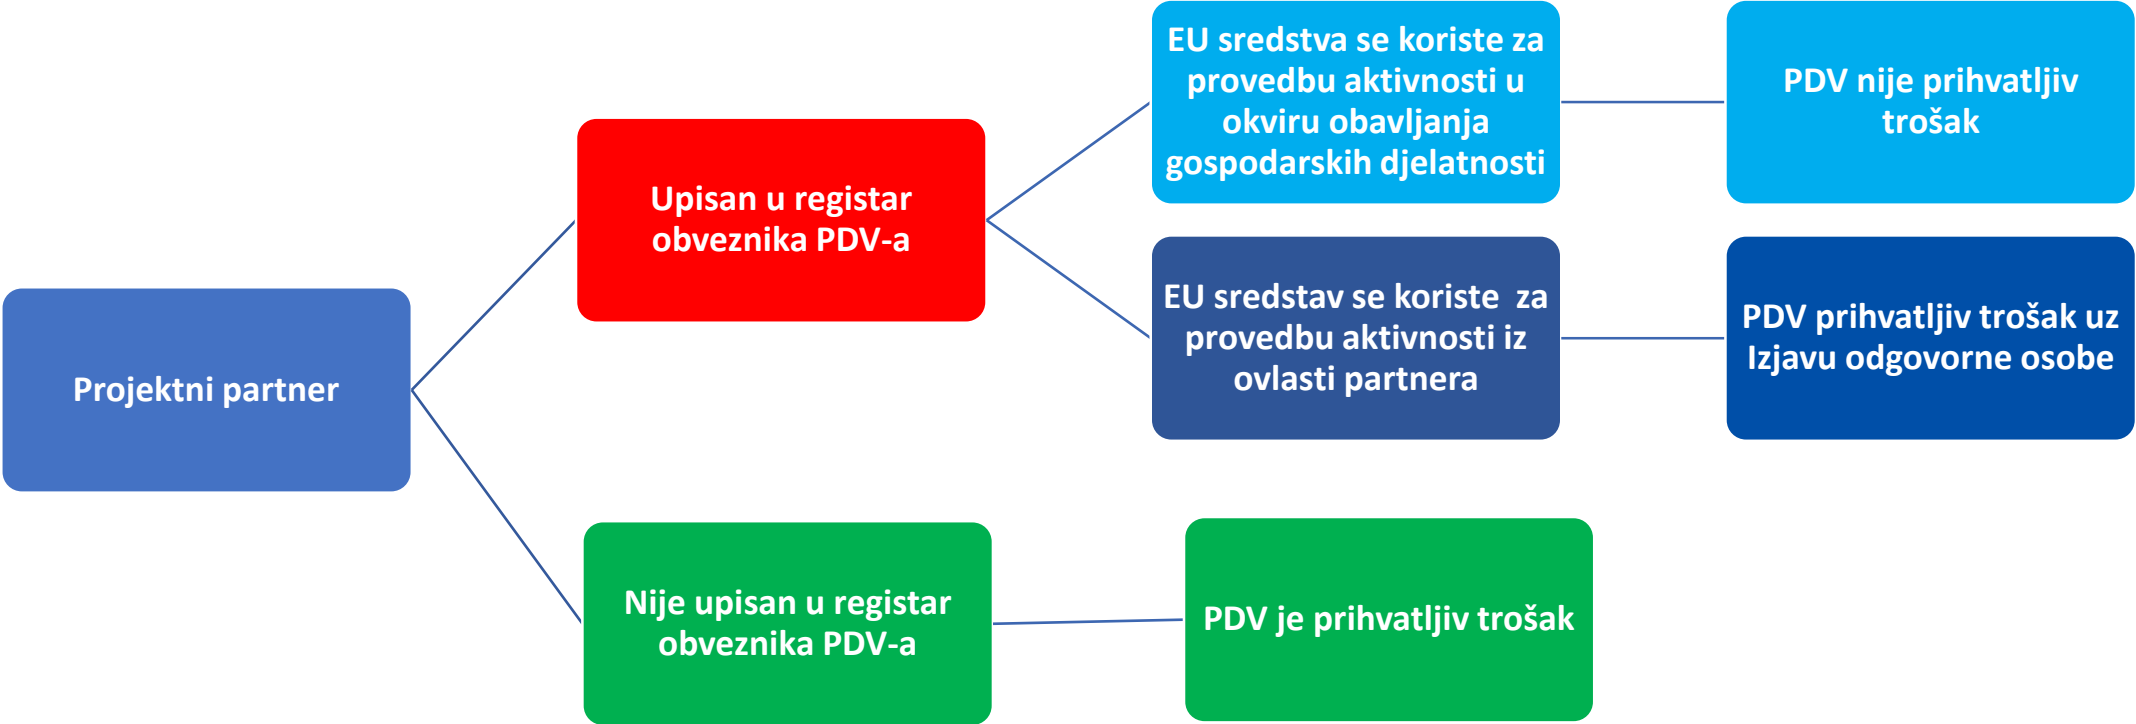 Projektni partner
Upisan u registar
obveznika PDV-a
EU sredstva se koriste za
provedbu aktivnosti u
okviru obavljanja
gospodarskih djelatnosti
PDV nije prihvatljiv
trošak
EU sredstav se koriste  za
provedbu aktivnosti iz
ovlasti partnera
PDV prihvatljiv trošak uz
Izjavu odgovorne osobe
Nije upisan u registar
obveznika PDV-a
PDV je prihvatljiv trošak